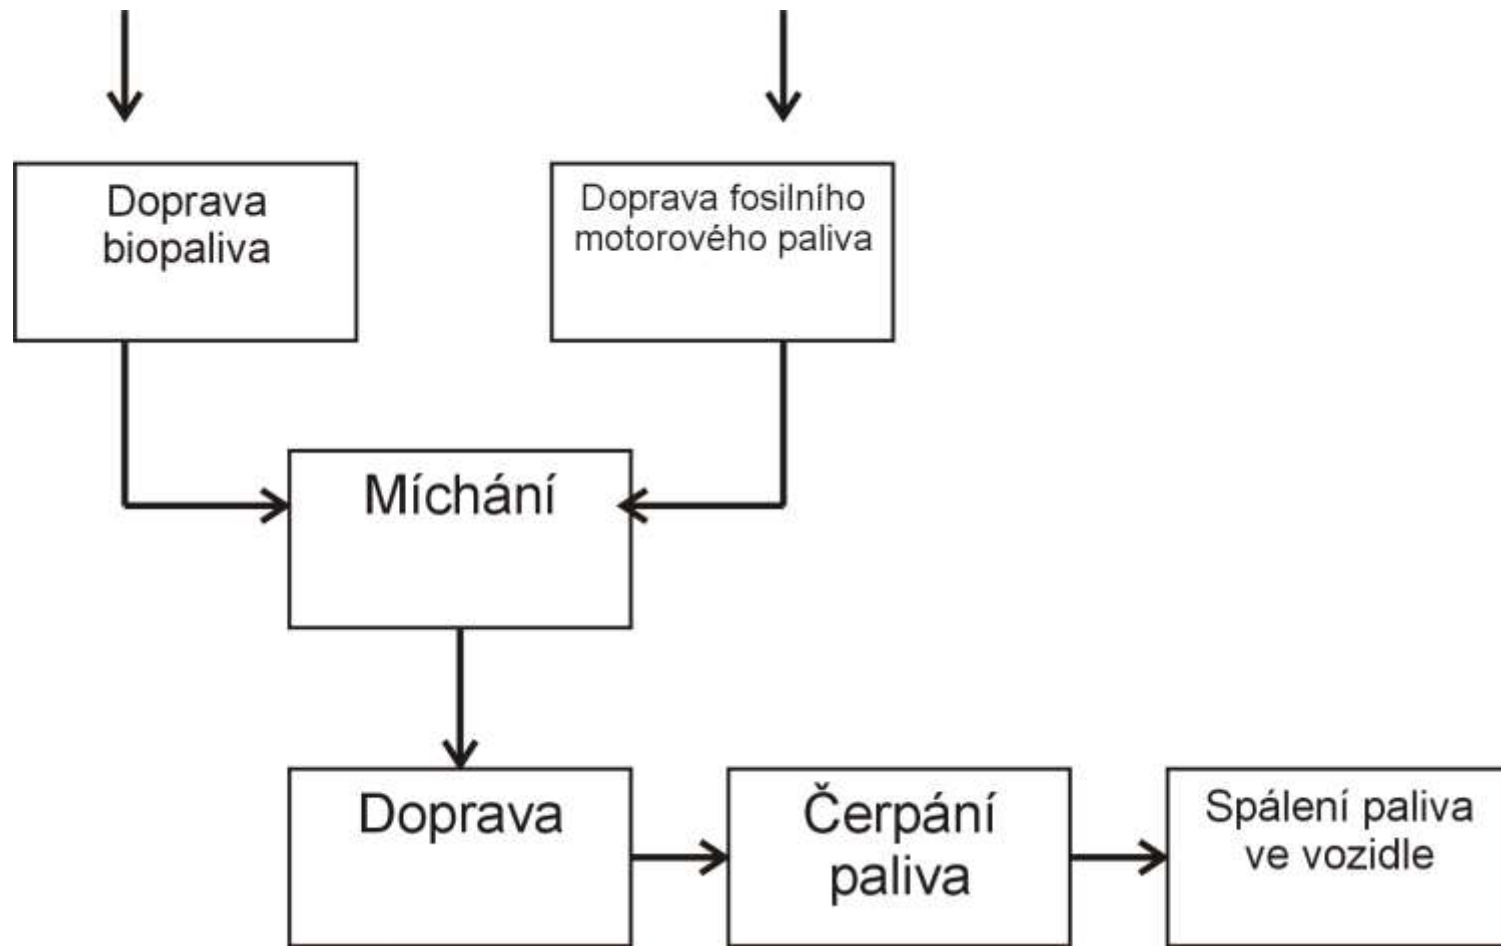 Doprava
biopaliva
Doprava fosilního
motorového paliva
Míchání
Doprava
Čerpání
paliva
Spálení paliva
ve vozidle